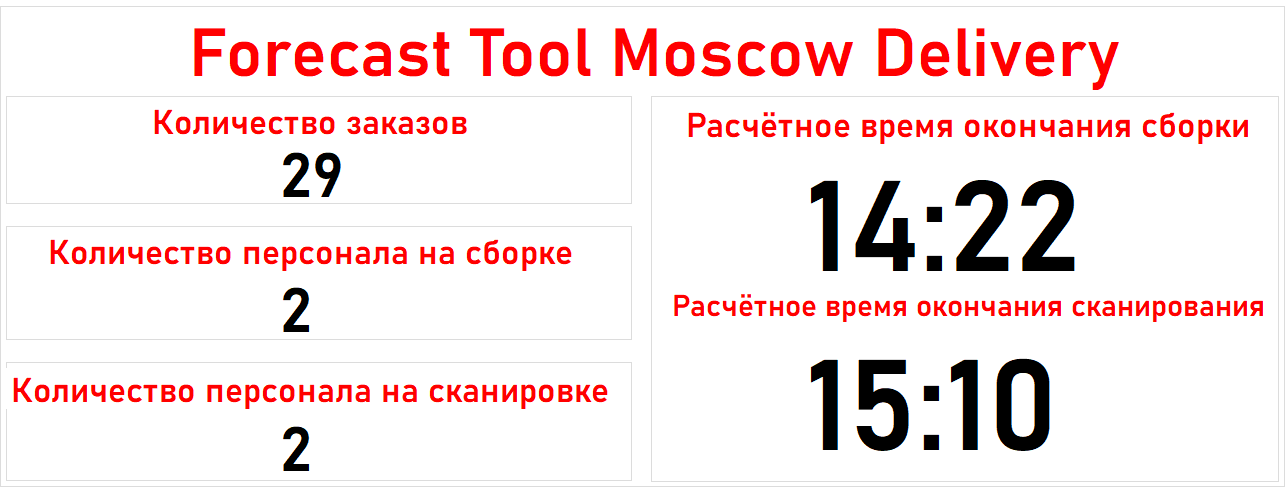 Forecast Tool Moscow Delivery
Количество заказов
29
Количество персонала на сборке
2
Количество персонала на сканировке
2
Расчётное время окончания сборки
14:22
Расчётное время окончания сканирования
15:10